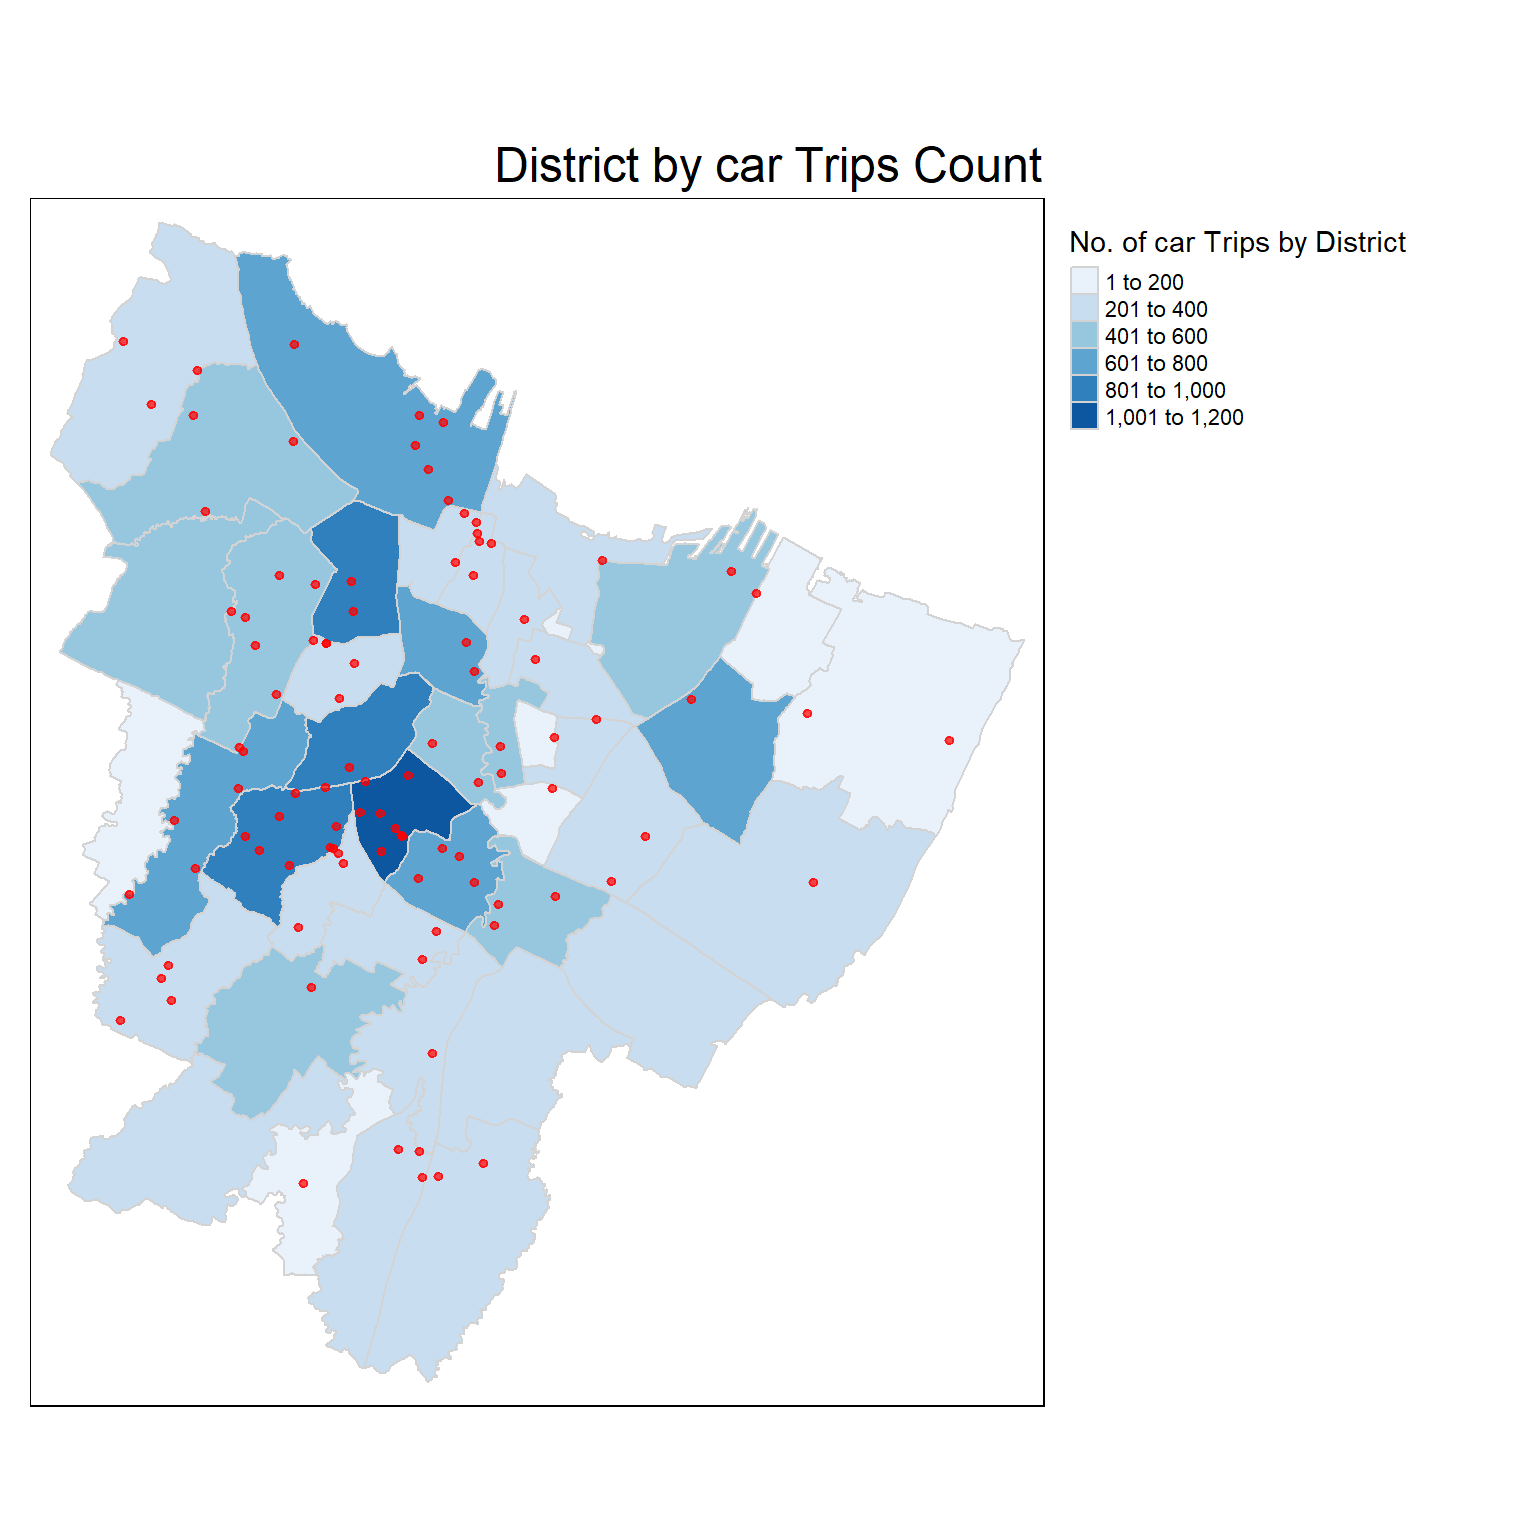 District by car Trips Count
No. of car Trips by District
1 to 200
201 to 400
401 to 600
601 to 800
801 to 1,000
1,001 to 1,200